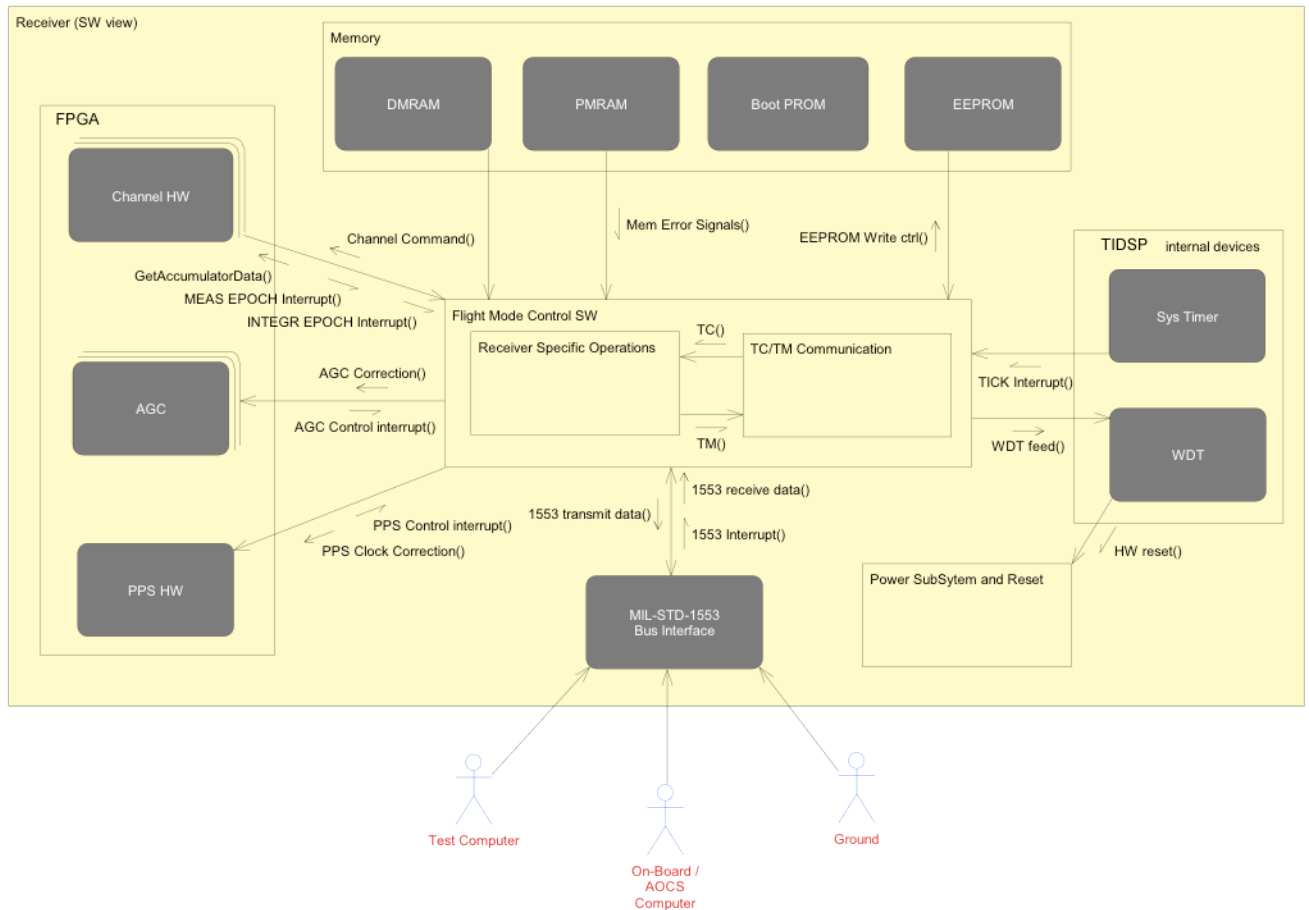 Receiver (SW view)
Memory
DMRAM
PMRAM
Boot PROM
EEPROM
FPGA
Channel HW
Channel Command()
Mem Error Signals()
EEPROM Write ctrl()
TIDSP
internal devices
GetAccumulatorData()
MEAS EPOCH Interrupt()
INTEGR EPOCH Interrupt()
Sys Timer
Flight Mode Control SW
Receiver Specific Operations
TC()
TC/TM Communication
TM()
AGC
AGC Correction()
AGC Control interrupt()
TICK Interrupt()
WDT feed()
WDT
PPS HW
PPS Control interrupt()
PPS Clock Correction()
1553 transmit data()
1553 receive data()
1553 Interrupt()
HW reset()
Power SubSytem and Reset
MIL-STD-1553
Bus Interface
Test Computer
On-Board /
AOCS
Computer
Ground